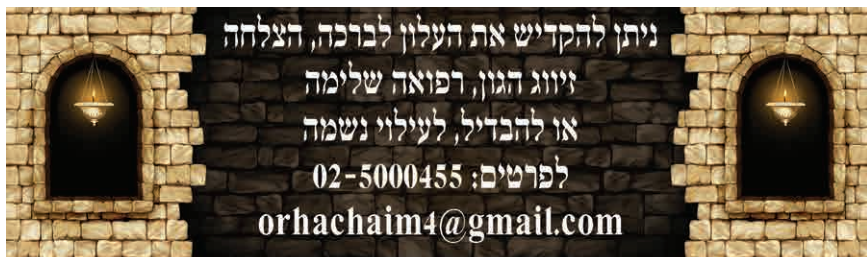 ניתן להקדיש את העלון לברכה, הצלחה
זיווג הגון, רפואה שלימה
או להבדיל, לעילוי נשמה
לפרטים: 02-5000455
orhachaim4@gmail.com